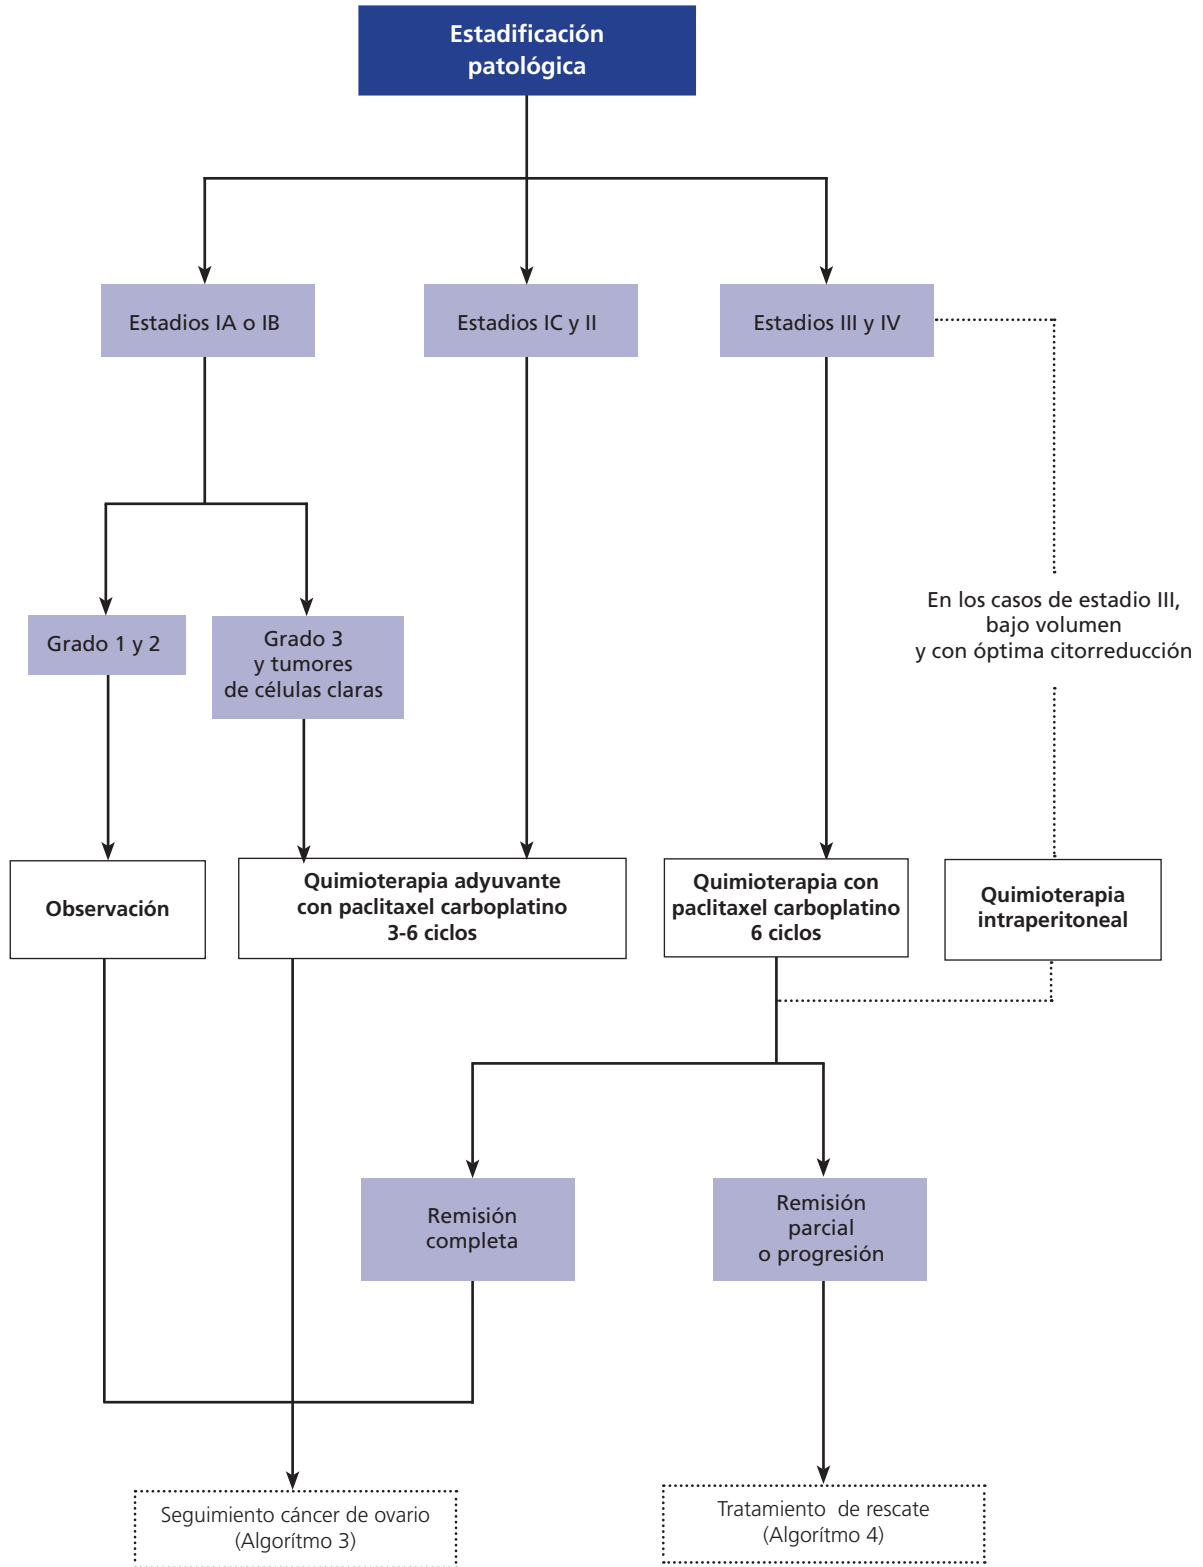 Estadificación
patológica
Estadios IA o IB
Estadios IC y II
Estadios III y IV
En los casos de estadio III,
bajo volumen
y con óptima citorreducción
Grado 1 y 2
Grado 3
y tumores
de células claras
Observación
Quimioterapia adyuvante
con paclitaxel carboplatino
3-6 ciclos
Quimioterapia con
paclitaxel carboplatino
6 ciclos
Quimioterapia
intraperitoneal
Remisión
completa
Remisión
parcial
o progresión
Seguimiento cáncer de ovario
(Algorítmo 3)
Tratamiento de rescate
(Algorítmo 4)